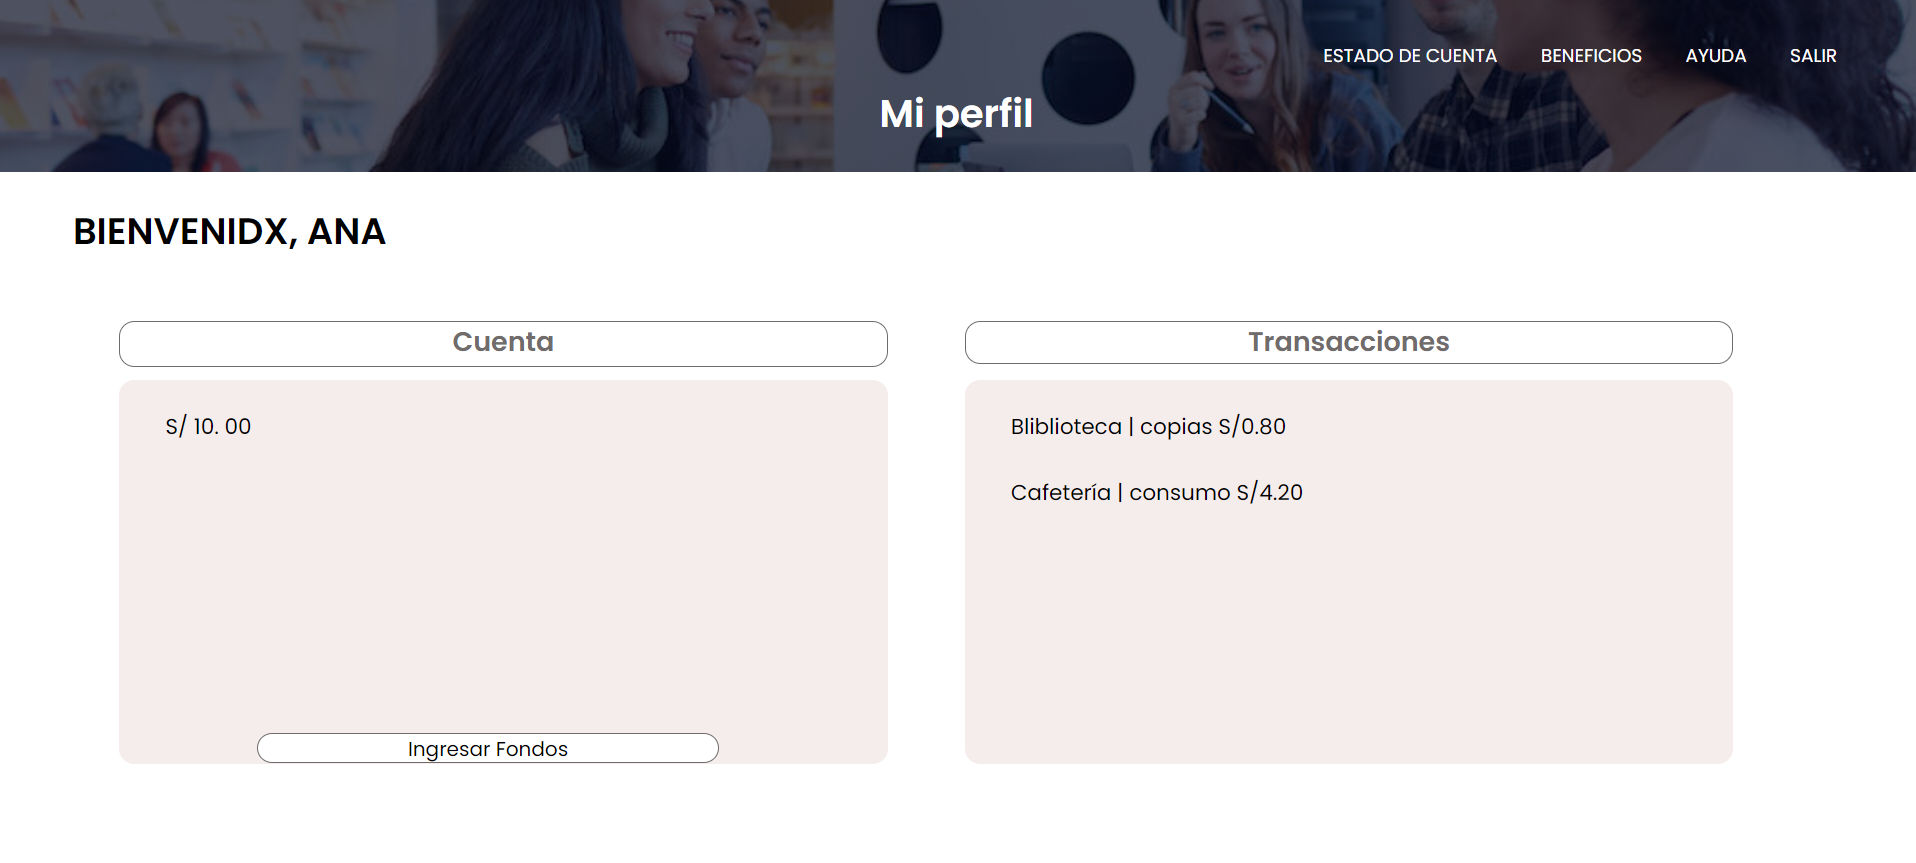 ESTADO DE CUENTA BENEFICIOS AYUDA SALIR
Mi perfil
BIENVENIDX, ANA
Cuenta
S/ 10. 00
Ingresar Fondos
Transacciones
Bliblioteca | copias S/0.80
Cafetería | consumo S/4.20